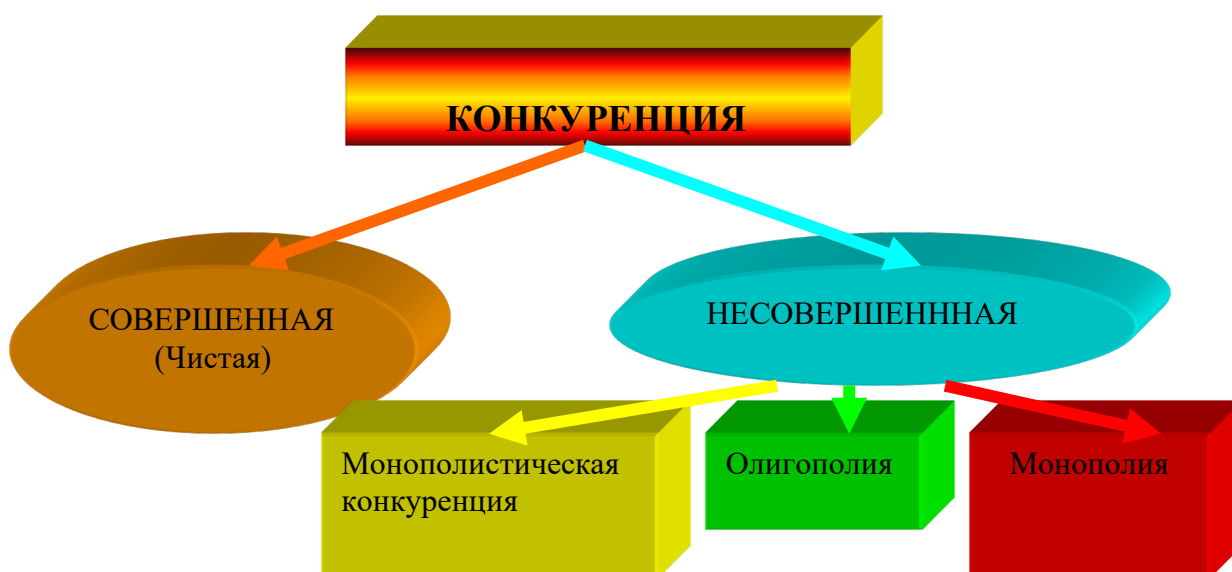 КОНКУРЕНЦИЯ
СОВЕРШЕННАЯ
(Чистая)
НЕСОВЕРШЕНННАЯ
Монополистическая
конкуренция
Олигополия
Монополия